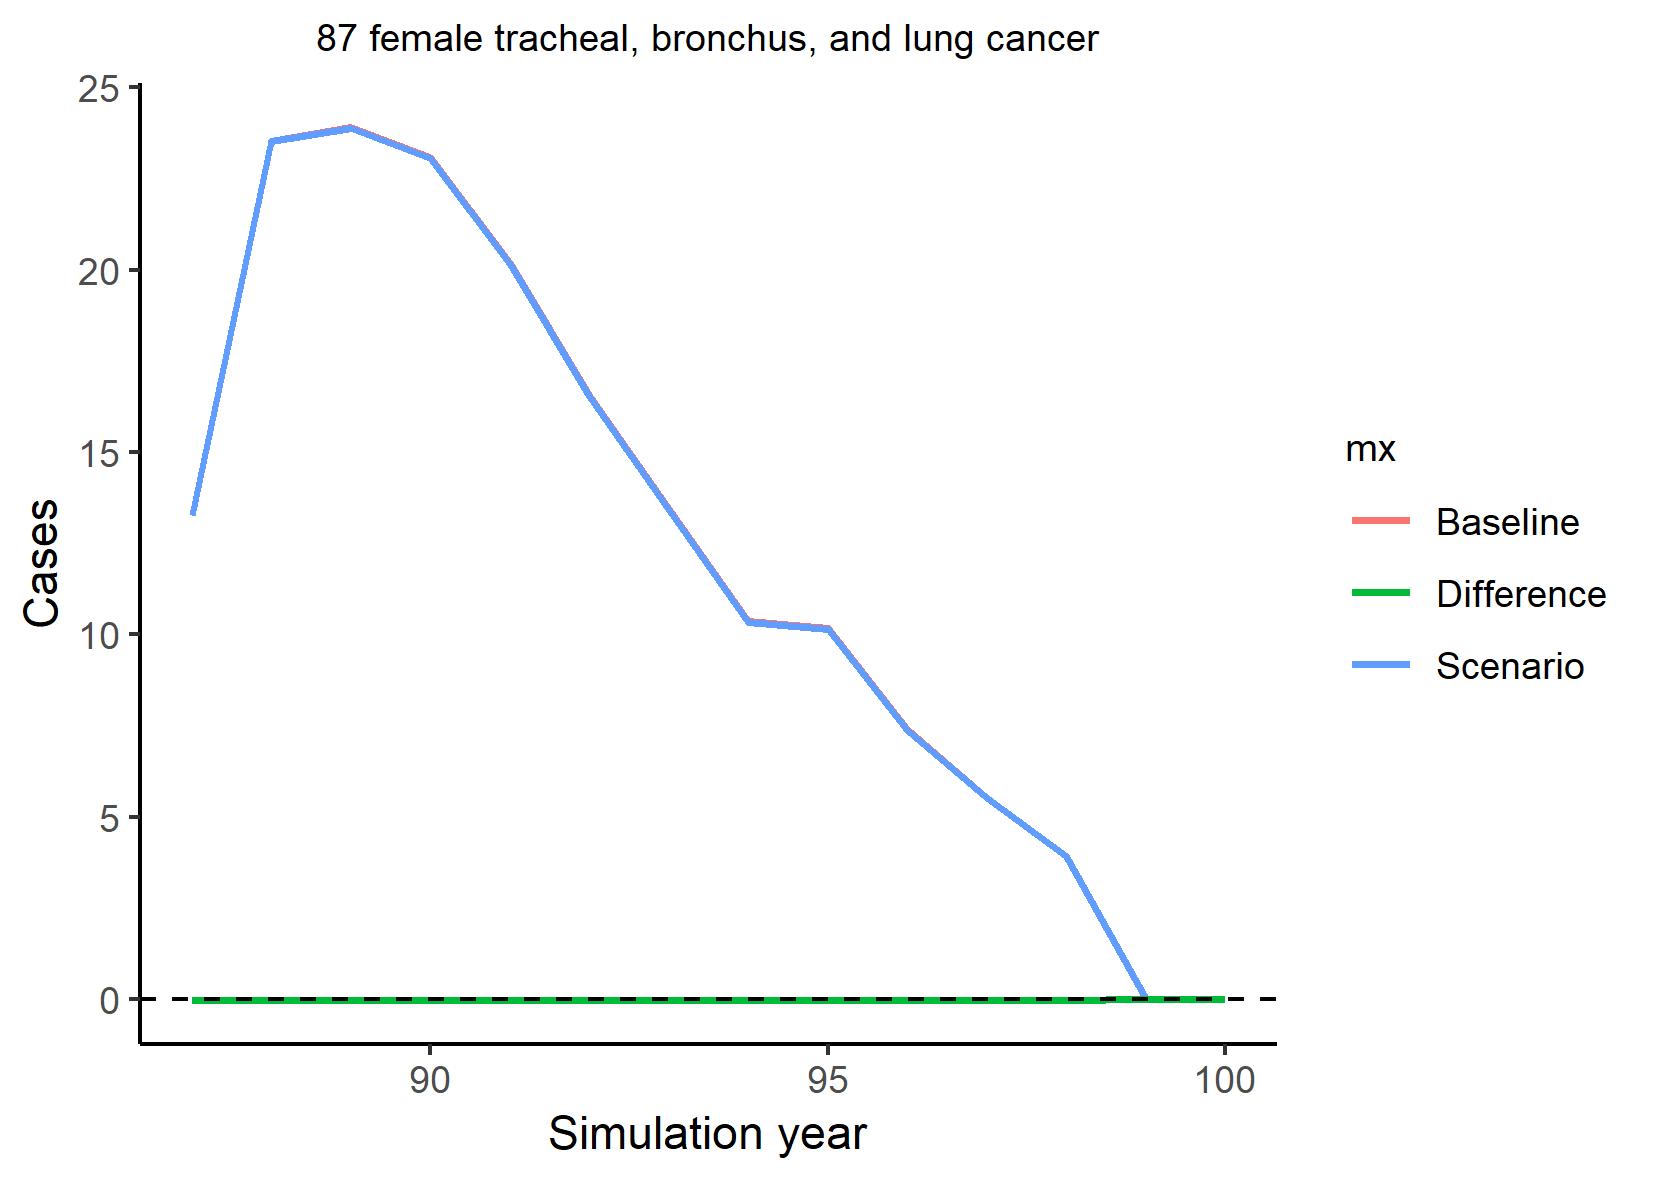 87 female tracheal, bronchus, and lung cancer
25
20
15
10
5
0
Cases
90
95
100
Simulation year
mx
Baseline
Difference
Scenario